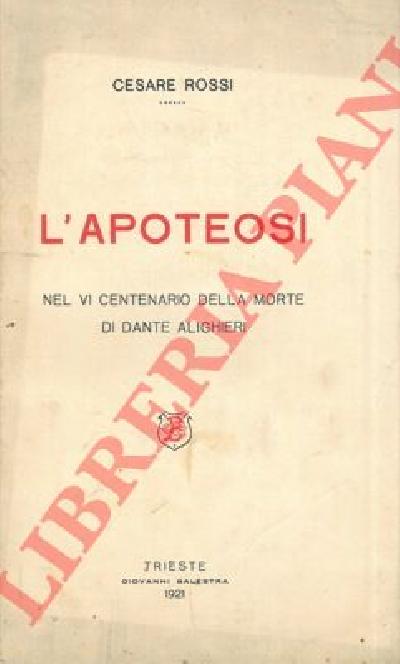 CESARE ROSSI
L'APOTEOSI
NEL VI CENTENARIO DELLA MORTE
DI DANTE ALIGHIERI
TRIESTE
GIOVANNI BALESTRA
1921
LIBRERIA PIANI